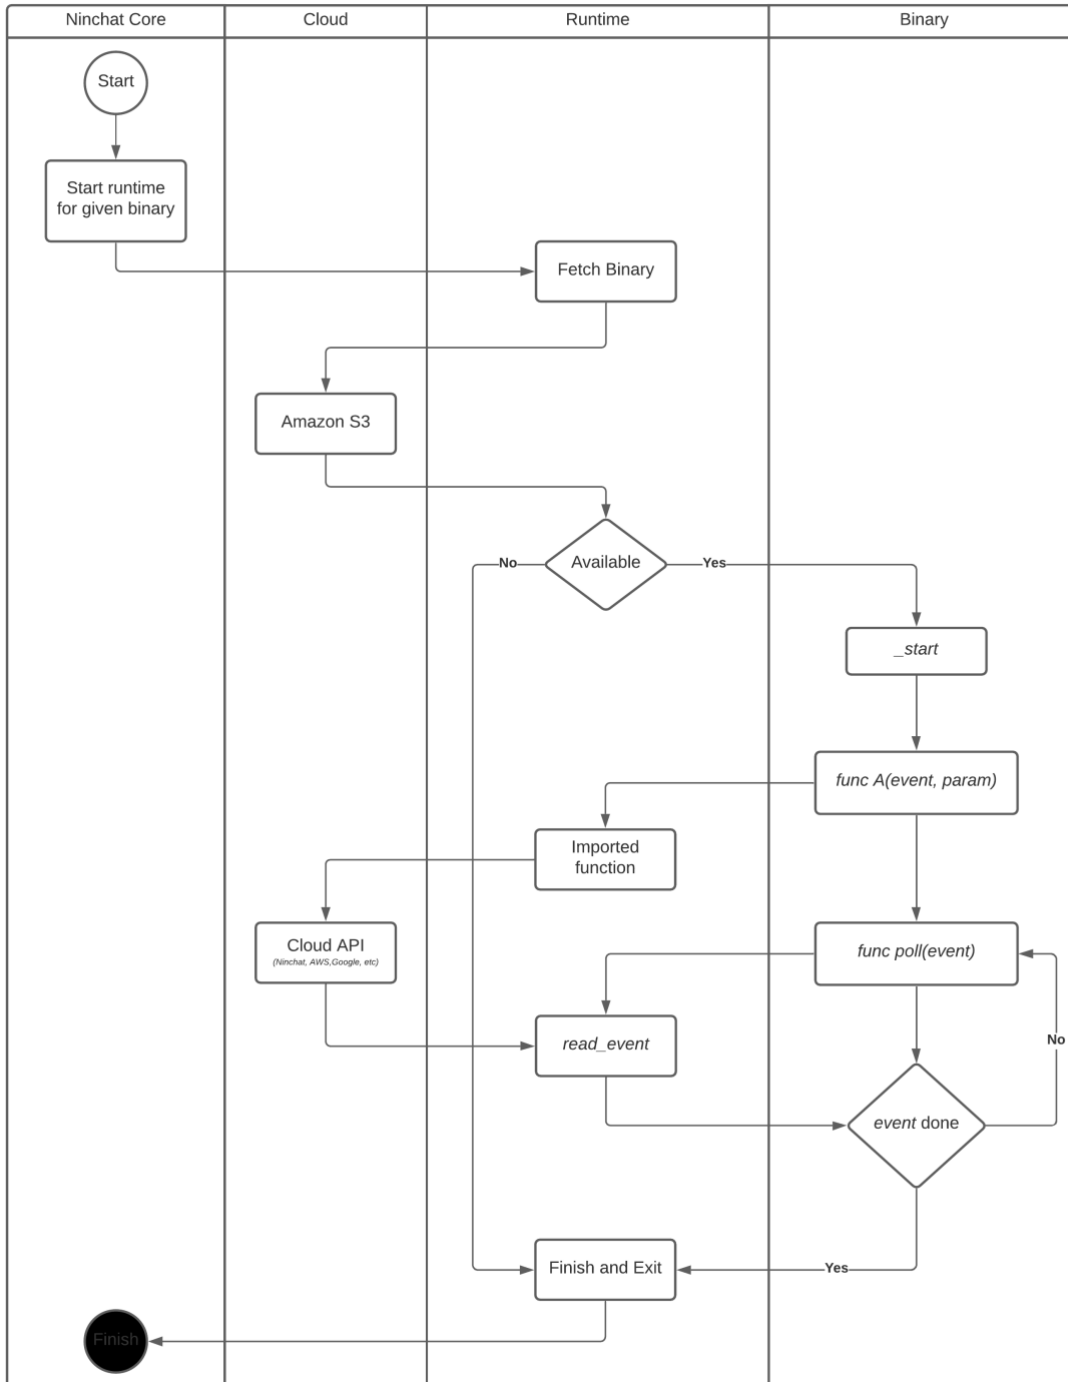 Ninchat Core
Cloud
Runtime
Binary
Start
Start runtime
for given binary
Fetch Binary
Amazon S3
Available
No
Yes
_start
func A(event, param)
Imported
function
Cloud API
(Ninchat, AWS,Google, etc)
func poll(event)
read_event
No
event done
Finish and Exit
Yes
Finish